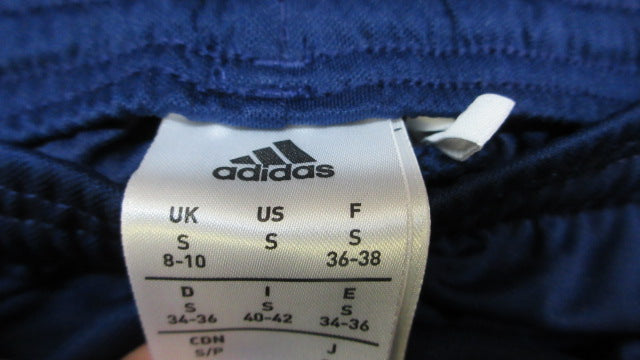 adidas
UK US F
S S S
8-10 36-38
D I E
S S S
34-36 40-42 34-36
CDN J
S/P